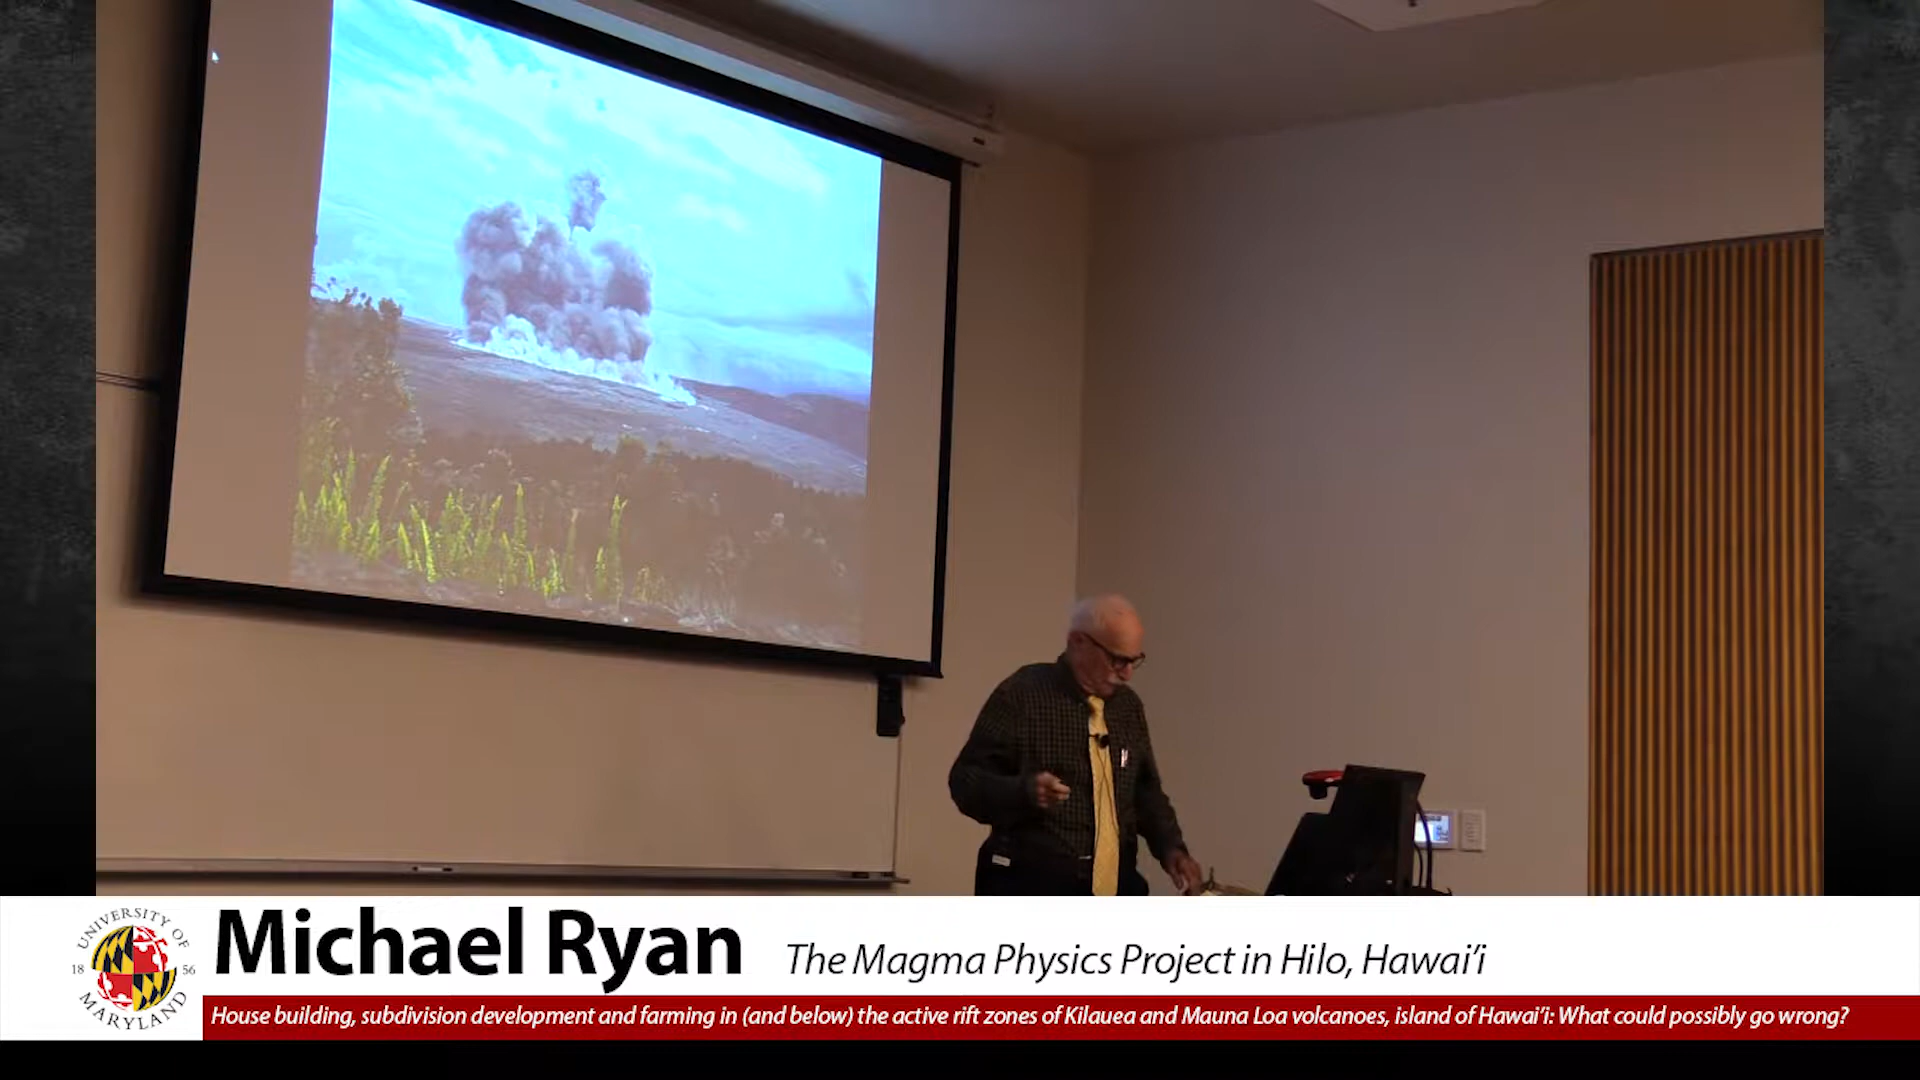 UNIVERSITY OF
18 56
MARYLAND
Michael Ryan
The Magma Physics Project in Hilo, Hawai‘i
House building, subdivision development and farming in (and below) the active rift zones of Kilauea and Mauna Loa volcanoes, island of Hawai‘i: What could possibly go wrong?